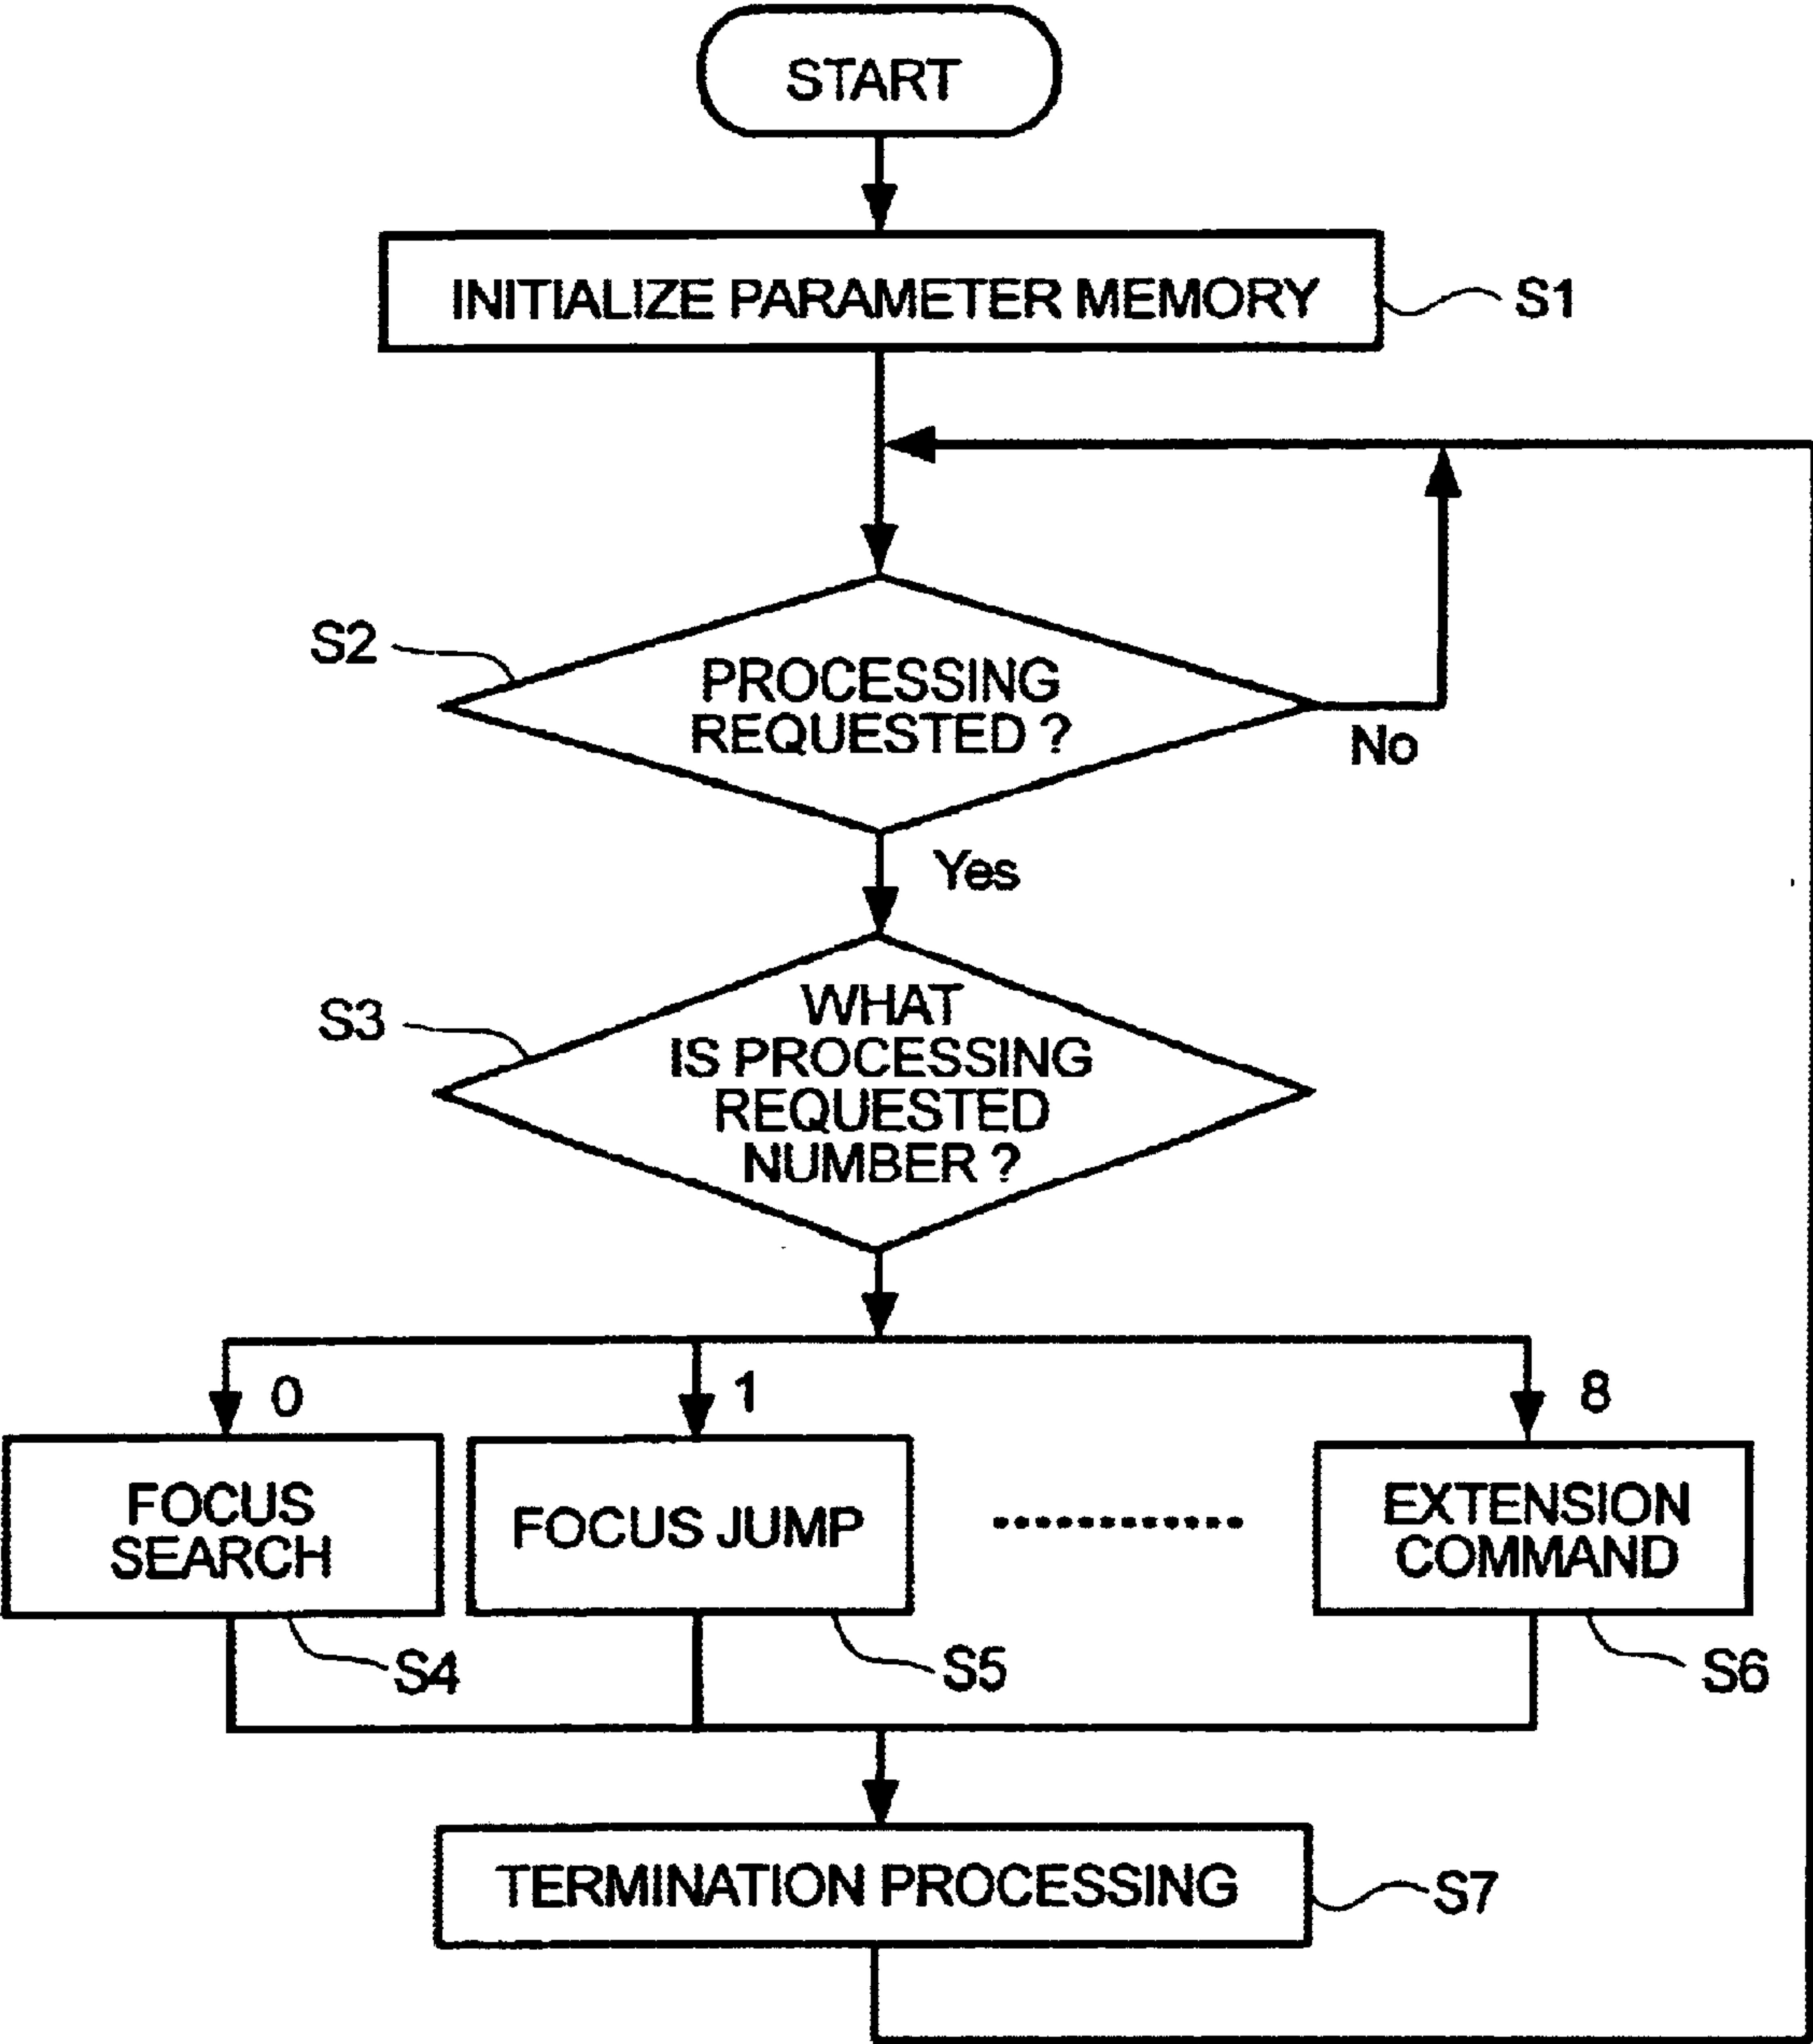 START
INITIALIZE PARAMETER MEMORY
S1
S2
PROCESSING
REQUESTED ?
No
Yes
S3
WHAT
IS PROCESSING
REQUESTED
NUMBER ?
0
1
8
FOCUS
SEARCH
FOCUS JUMP
EXTENSION
COMMAND
S4
S5
S6
TERMINATION PROCESSING
S7